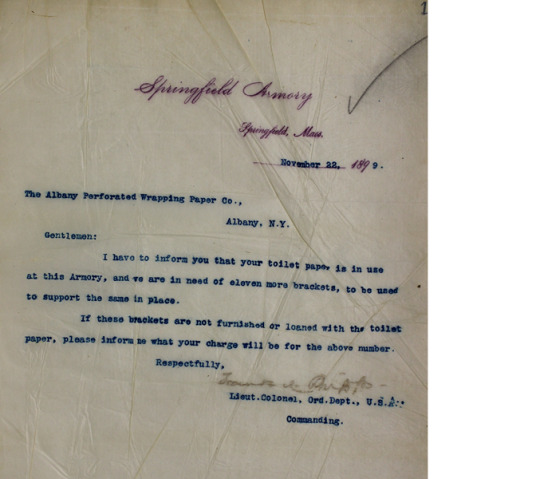 1
Springfield Armory
Springfield, Mass.
November 22, 1899.
The Albany Perforated Wrapping Paper Co.,
Albany, N.Y.
Gentlemen:
I have to inform you that your toilet paper is in use
at this Armory, and we are in need of eleven more brackets, to be used
to support the same in place.
If these brackets are not furnished or loaned with the toilet
paper, please inform me what your charge will be for the above number.
Respectfully,
Lieut.Colonel, Ord.Dept., U.S.A.,
Commanding.